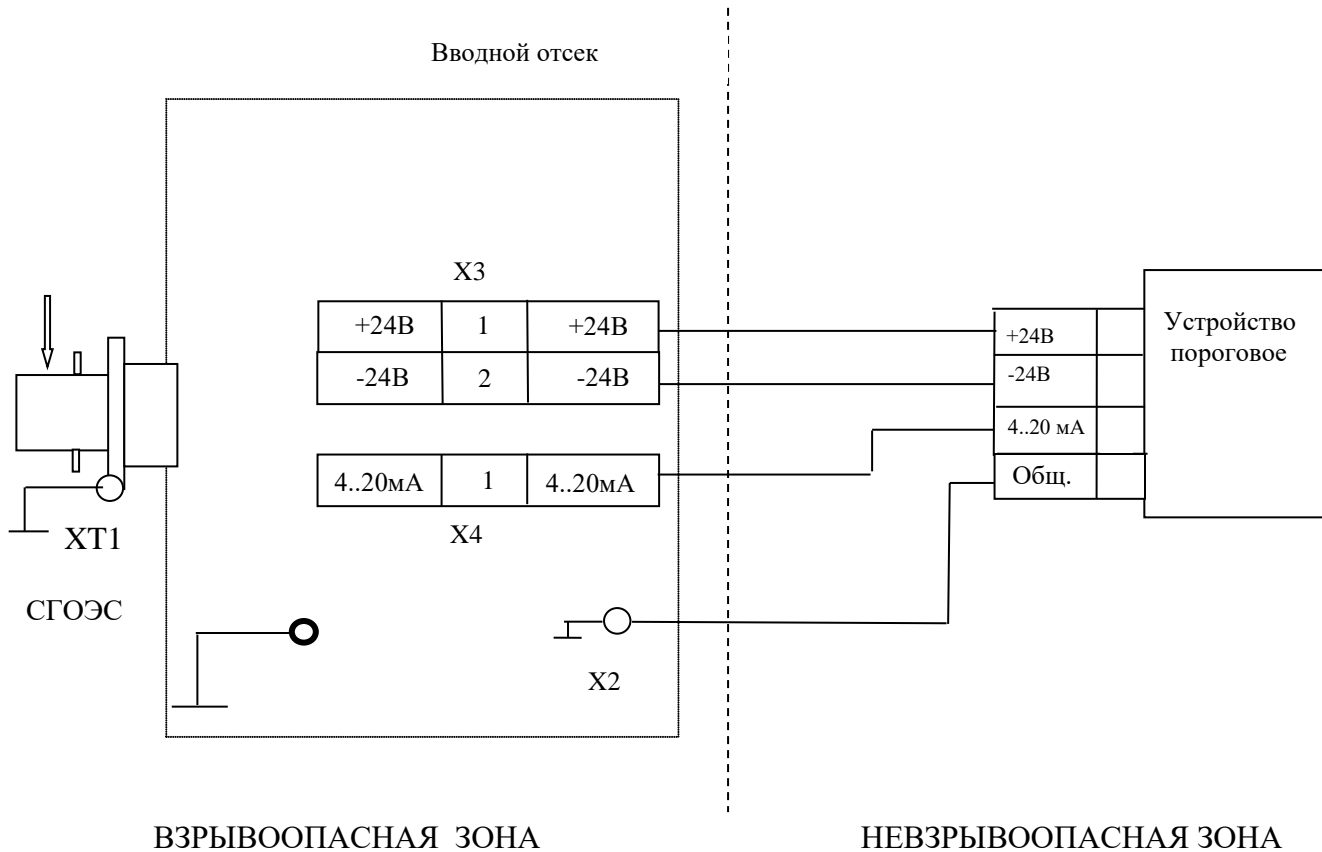 Вводной отсек
X3
+24В 1 +24В
-24В 2 -24В
4..20мА 1 4..20мА
X4
XT1
СГОЭС
X2
+24В
-24В
4..20 мА
Общ.
Устройство
пороговое
ВЗРЫВООПАСНАЯ ЗОНА
НЕВЗРЫВООПАСНАЯ ЗОНА